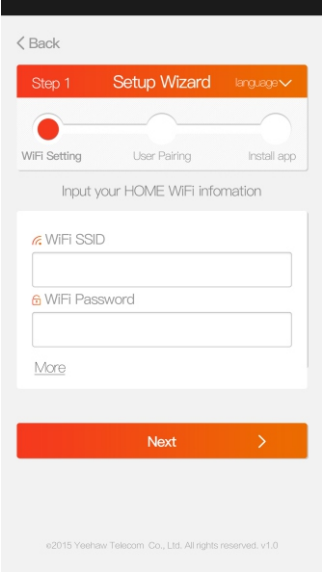 < Back
Step 1 Setup Wizard language
WiFi Setting User Pairing Install app
Input your HOME WiFi infomation
WiFi SSID
WiFi Password
More
Next
e2015 Yeehaw Telecom Co., Ltd. All rights reserved. v1.0